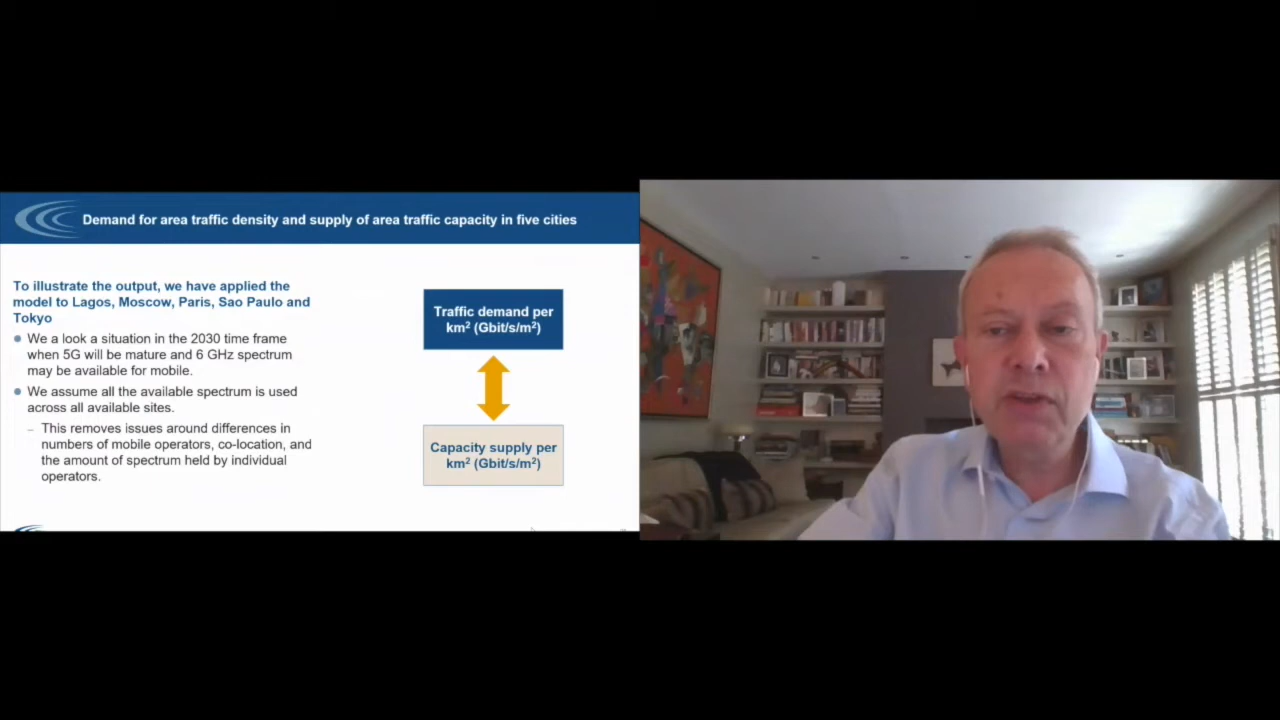 Demand for area traffic density and supply of area traffic capacity in five cities
To illustrate the output, we have applied the
model to Lagos, Moscow, Paris, Sao Paulo and
Tokyo
We a look a situation in the 2030 time frame
when 5G will be mature and 6 GHz spectrum
may be available for mobile.
We assume all the available spectrum is used
across all available sites.
– This removes issues around differences in
numbers of mobile operators, co-location, and
the amount of spectrum held by individual
operators.
Traffic demand per
km² (Gbit/s/m²)
Capacity supply per
km² (Gbit/s/m²)